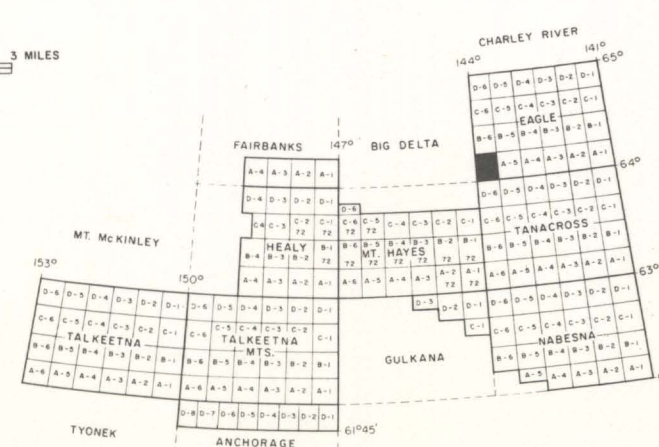 3 MILES
CHARLEY RIVER
144° 141°
65°
D-6 D-5 D-4 D-3 D-2 D-1
C-6 C-5 C-4 C-3 C-2 C-1
EAGLE
B-6 B-5 B-4 B-3 B-2 B-1
A-5 A-4 A-3 A-2 A-1
64°
FAIRBANKS 147° BIG DELTA
A-4 A-3 A-2 A-1
D-4 D-3 D-2 D-1
C4 C-3 C-2 C-1
72 72
HEALY
B-4 B-3 B-2 B-1
72
A-4 A-3 A-2 A-1
D-6
C-6 C-5 C-4 C-3 C-2 C-1
72 72
B-6 B-5 B-4 B-3 B-2 B-1
MT. HAYES
72 72 72 72 72 72
A-6 A-5 A-4 A-3 A-2 A-1
72 72
D-6 D-5 D-4 D-3 D-2 D-1
C-6 C-5 C-4 C-3 C-2 C-1
TANACROSS
B-6 B-5 B-4 B-3 B-2 B-1
A-6 A-5 A-4 A-3 A-2 A-1
63°
MT. McKINLEY
153° 150°
D-6 D-5 D-4 D-3 D-2 D-1
C-6 C-5 C-4 C-3 C-2 C-1
TALKEETNA
B-6 B-5 B-4 B-3 B-2 B-1
A-6 A-5 A-4 A-3 A-2 A-1
D-6 D-5 D-4 D-3 D-2 D-1
C-6 C-5 C-4 C-3 C-2 C-1
TALKEETNA
MTS.
B-6 B-5 B-4 B-3 B-2 B-1
A-6 A-5 A-4 A-3 A-2 A-1
D-3 D-2 D-1
C-1
GULKANA
D-6 D-5 D-4 D-3 D-2 D-1
C-6 C-5 C-4 C-3 C-2 C-1
NABESNA
B-6 B-5 B-4 B-3 B-2 B-1
A-5 A-4 A-3 A-2 A-1
D-8 D-7 D-6 D-5 D-4 D-3 D-2 D-1
61°45'
TYONEK
ANCHORAGE